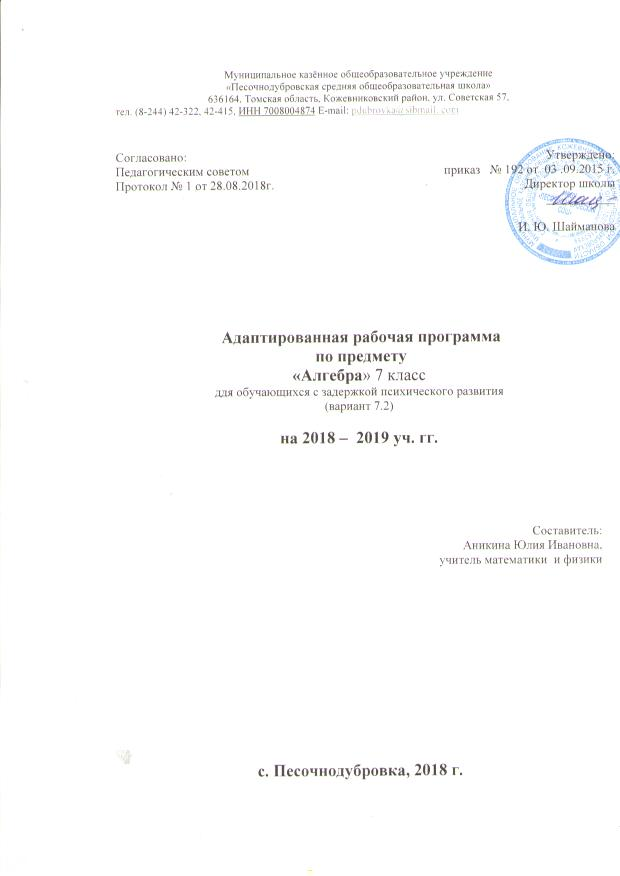 Муниципальное казённое общеобразовательное учреждение
«Песочнодубровская средняя общеобразовательная школа»
636164, Томская область, Кожевниковский район, ул. Советская 57,
тел. (8-244) 42-322, 42-415, ИНН 7008004874 E-mail: pdubrovka@sibmail.com
Согласовано:
Педагогическим советом
Протокол № 1 от 28.08.2018г.
Утверждено:
приказ № 192 от 03 .09.2015 г.
Директор школы
И. Ю. Шайманова
Адаптированная рабочая программа
по предмету
«Алгебра» 7 класс
для обучающихся с задержкой психического развития
(вариант 7.2)
на 2018 – 2019 уч. гг.
Составитель:
Аникина Юлия Ивановна,
учитель математики и физики
с. Песочнодубровка, 2018 г.